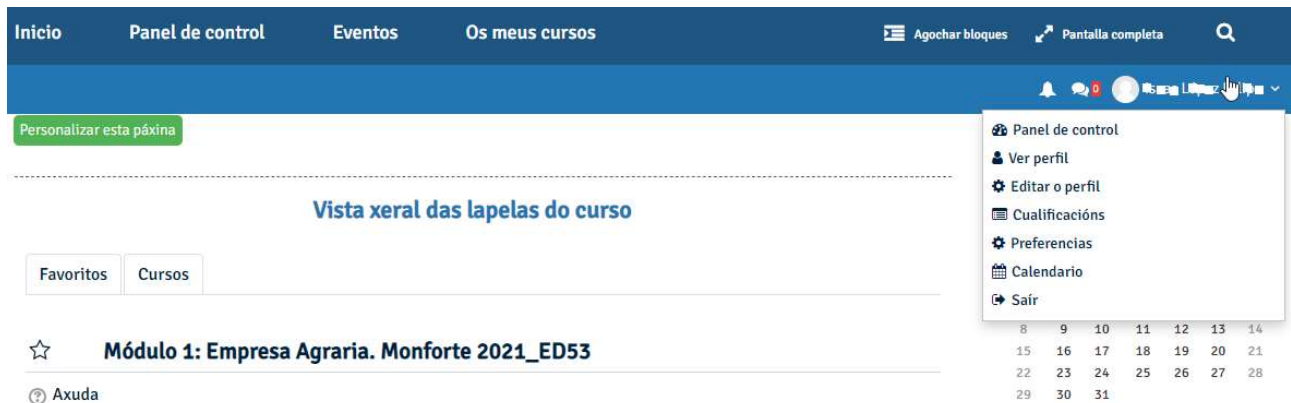 Inicio Panel de control Eventos Os meus cursos Agochar bloques Pantalla completa
0
Personalizar esta páxina
Panel de control
Ver perfil
Editar o perfil
Cualificacións
Preferencias
Calendario
Saír
Vista xeral das lapelas do curso
Favoritos Cursos
Módulo 1: Empresa Agraria. Monforte 2021_ED53
Axuda
8 9 10 11 12 13 14
15 16 17 18 19 20 21
22 23 24 25 26 27 28
29 30 31